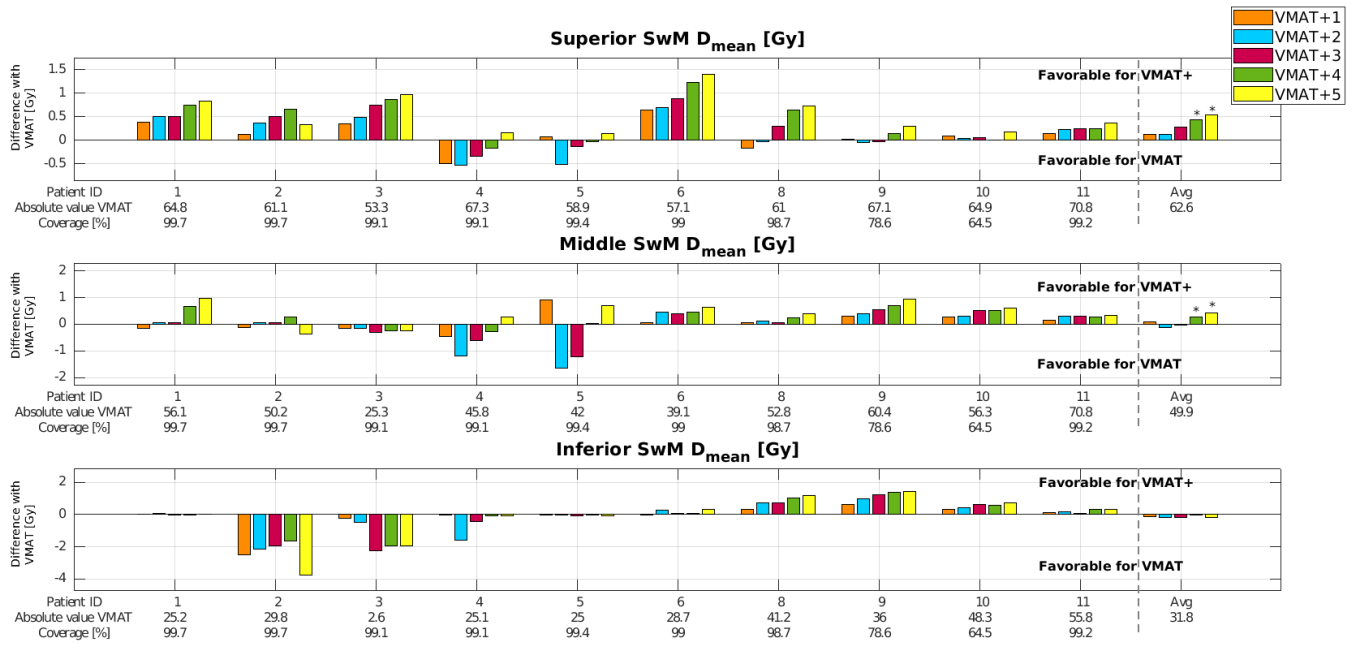 VMAT+1
VMAT+2
VMAT+3
VMAT+4
VMAT+5
Superior SwM Dmean [Gy]
Difference with
VMAT [Gy]
1.5
1
0.5
0
-0.5
Favorable for VMAT+
* *
Favorable for VMAT
Patient ID 1 2 3 4 5 6 8 9 10 11 Avg
Absolute value VMAT 64.8 61.1 53.3 67.3 58.9 57.1 61 67.1 64.9 70.8 62.6
Coverage [%] 99.7 99.7 99.1 99.1 99.4 99 98.7 78.6 64.5 99.2
Middle SwM Dmean [Gy]
Difference with
VMAT [Gy]
2
1
0
-1
-2
Favorable for VMAT+
* *
Favorable for VMAT
Patient ID 1 2 3 4 5 6 8 9 10 11 Avg
Absolute value VMAT 56.1 50.2 25.3 45.8 42 39.1 52.8 60.4 56.3 70.8 49.9
Coverage [%] 99.7 99.7 99.1 99.1 99.4 99 98.7 78.6 64.5 99.2
Inferior SwM Dmean [Gy]
Difference with
VMAT [Gy]
2
0
-2
-4
Favorable for VMAT+
Favorable for VMAT
Patient ID 1 2 3 4 5 6 8 9 10 11 Avg
Absolute value VMAT 25.2 29.8 2.6 25.1 25 28.7 41.2 36 48.3 55.8 31.8
Coverage [%] 99.7 99.7 99.1 99.1 99.4 99 98.7 78.6 64.5 99.2